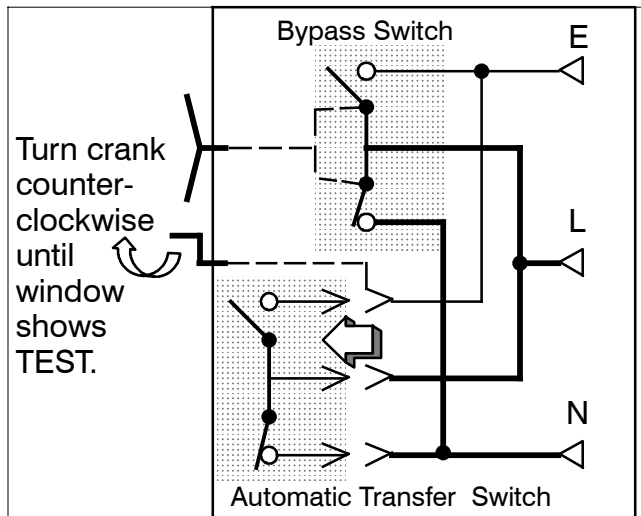 Bypass Switch
E
Turn crank
counter-
clockwise
until
window
shows
TEST.
L
N
Automatic Transfer Switch